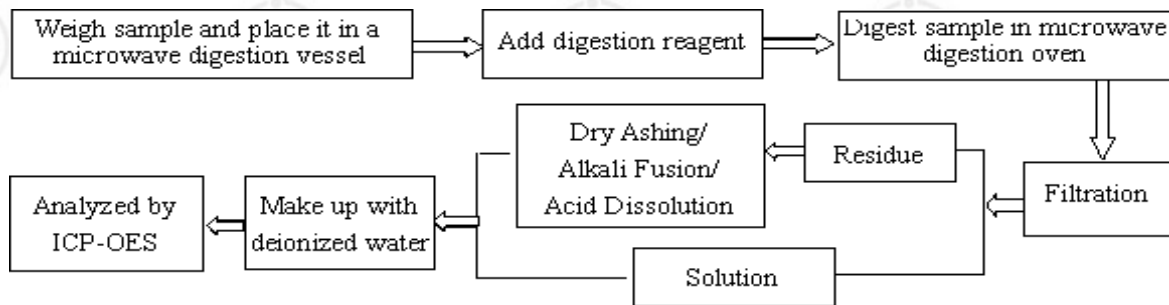 Weigh sample and place it in a
microwave digestion vessel
Add digestion reagent
Digest sample in microwave
digestion oven
Filtration
Residue
Dry Ashing/
Alkali Fusion/
Acid Dissolution
Solution
Make up with
deionized water
Analyzed by
ICP-OES